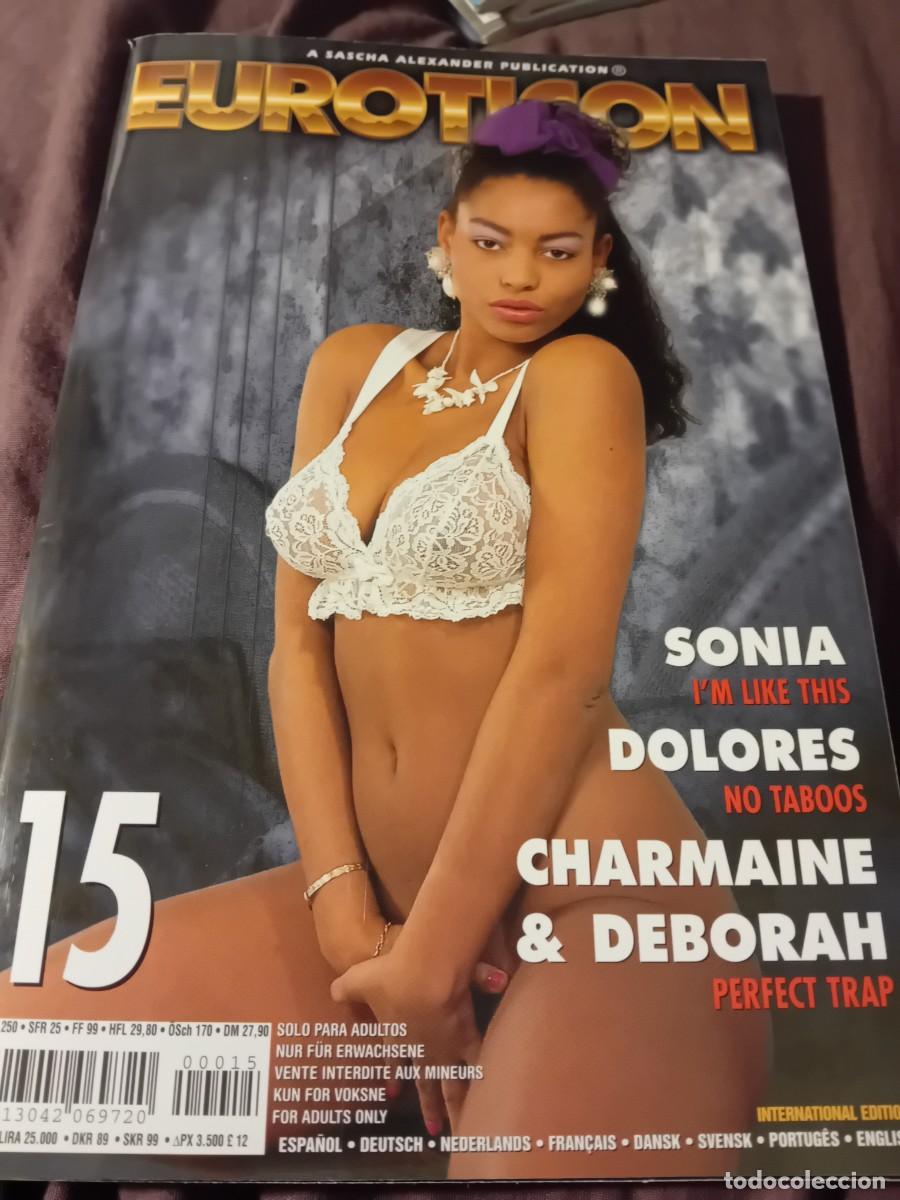 A SASCHA ALEXANDER PUBLICATION ®
EUROTICON
SONIA
I'M LIKE THIS
DOLORES
NO TABOOS
CHARMAINE
& DEBORAH
PERFECT TRAP
15
250 • SFR 25 • FF 99 • HFL 29,80 • ÖSch 170 • DM 27,90
00015
13042 069720
LIRA 25.000 • DKR 89 • SKR 99 • ΔPX 3.500 £ 12
SOLO PARA ADULTOS
NUR FÜR ERWACHSENE
VENTE INTERDITE AUX MINEURS
KUN FOR VOKSNE
FOR ADULTS ONLY
INTERNATIONAL EDITIO
ESPAÑOL • DEUTSCH • NEDERLANDS • FRANÇAIS • DANSK • SVENSK • PORTUGÊS • ENGLIS
todocoleccion